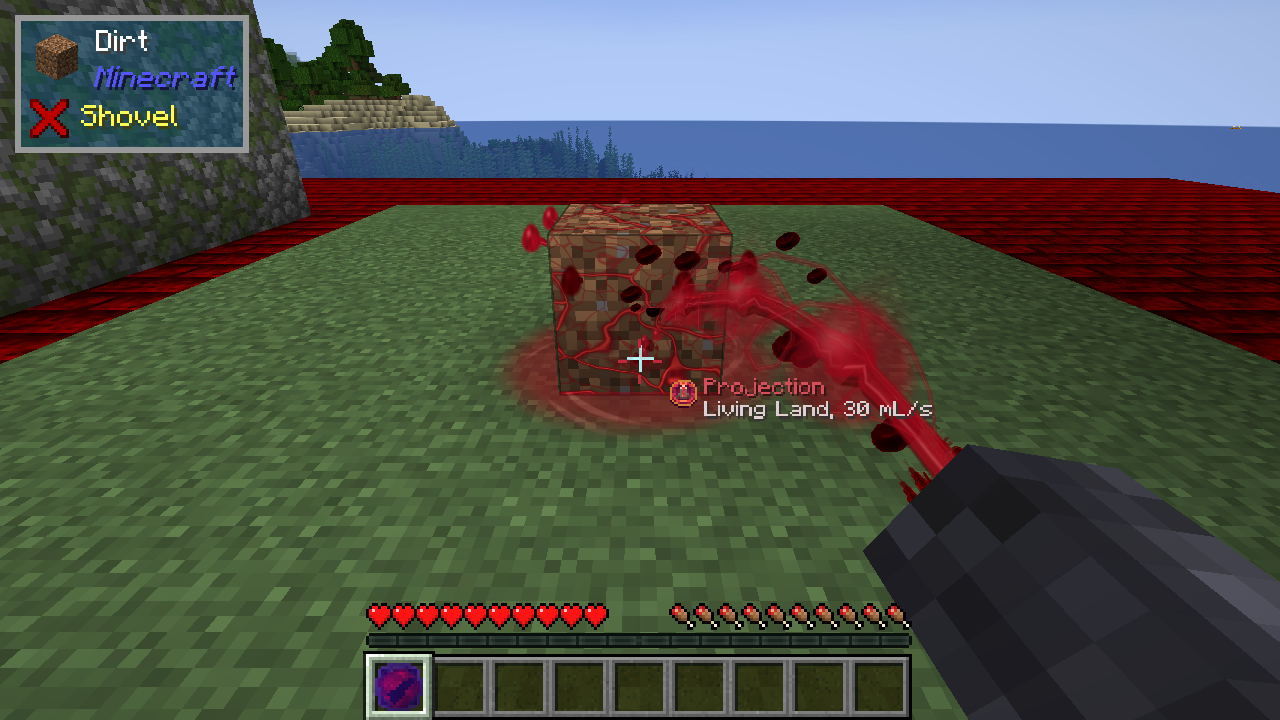 Dirt
Minecraft
Shovel
Projection
Living Land, 30 mL/s